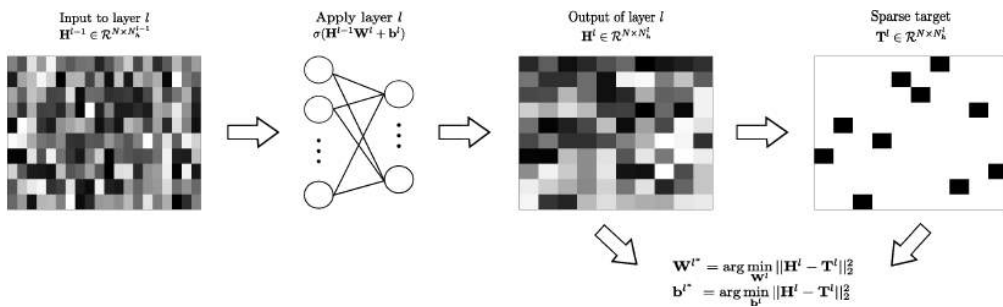 Input to layer l
H^{l−1} ∈ R^{N×N_h^{l−1}}
Apply layer l
σ(H^{l−1}W^l + b^l)
Output of layer l
H^l ∈ R^{N×N_h^l}
Sparse target
T^l ∈ R^{N×N_h^l}
W^{l*} = arg min_{W^l} ||H^l − T^l||_2^2
b^{l*} = arg min_{b^l} ||H^l − T^l||_2^2